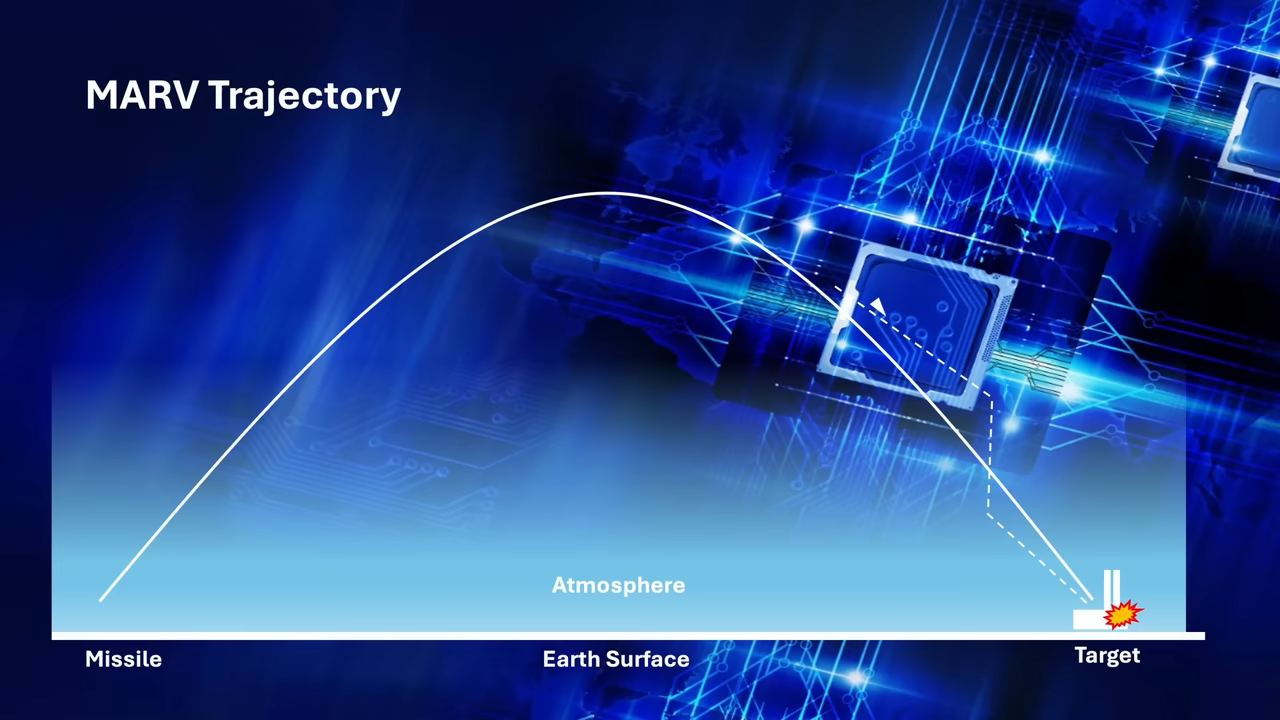 MARV Trajectory
Atmosphere
Missile
Earth Surface
Target